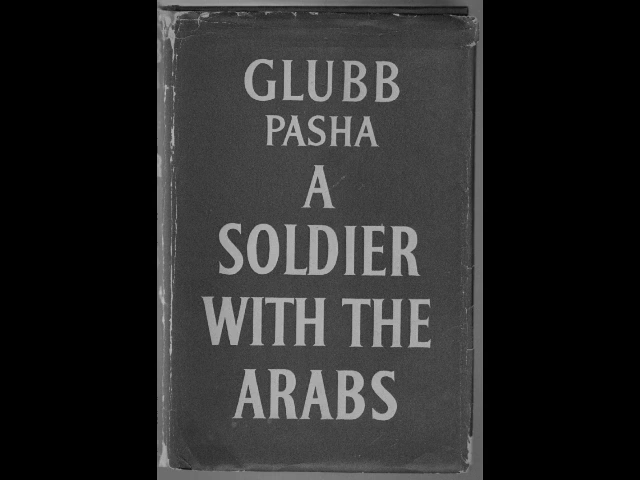 GLUBB
PASHA
A
SOLDIER
WITH THE
ARABS